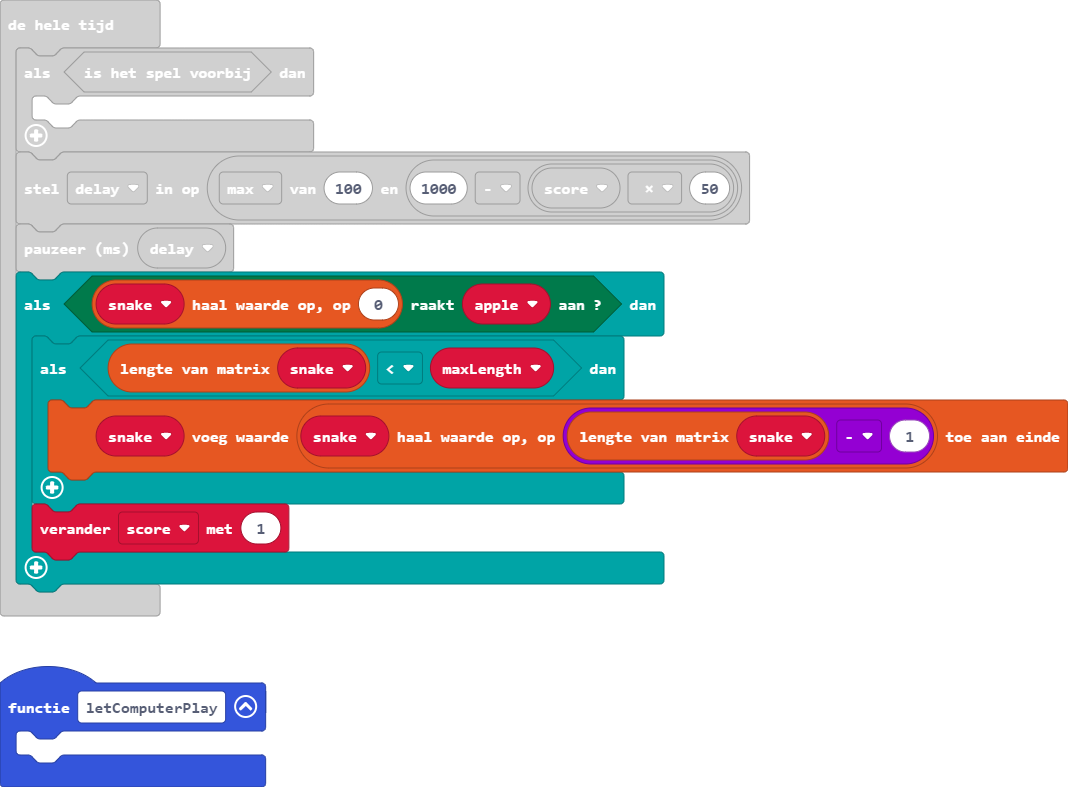 de hele tijd
als is het spel voorbij dan
stel delay in op max van 100 en 1000 - score × 50
pauzeer (ms) delay
als snake haal waarde op, op 0 raakt apple aan ? dan
als lengte van matrix snake < maxLength dan
snake voeg waarde snake haal waarde op, op lengte van matrix snake - 1 toe aan einde
verander score met 1
functie letComputerPlay